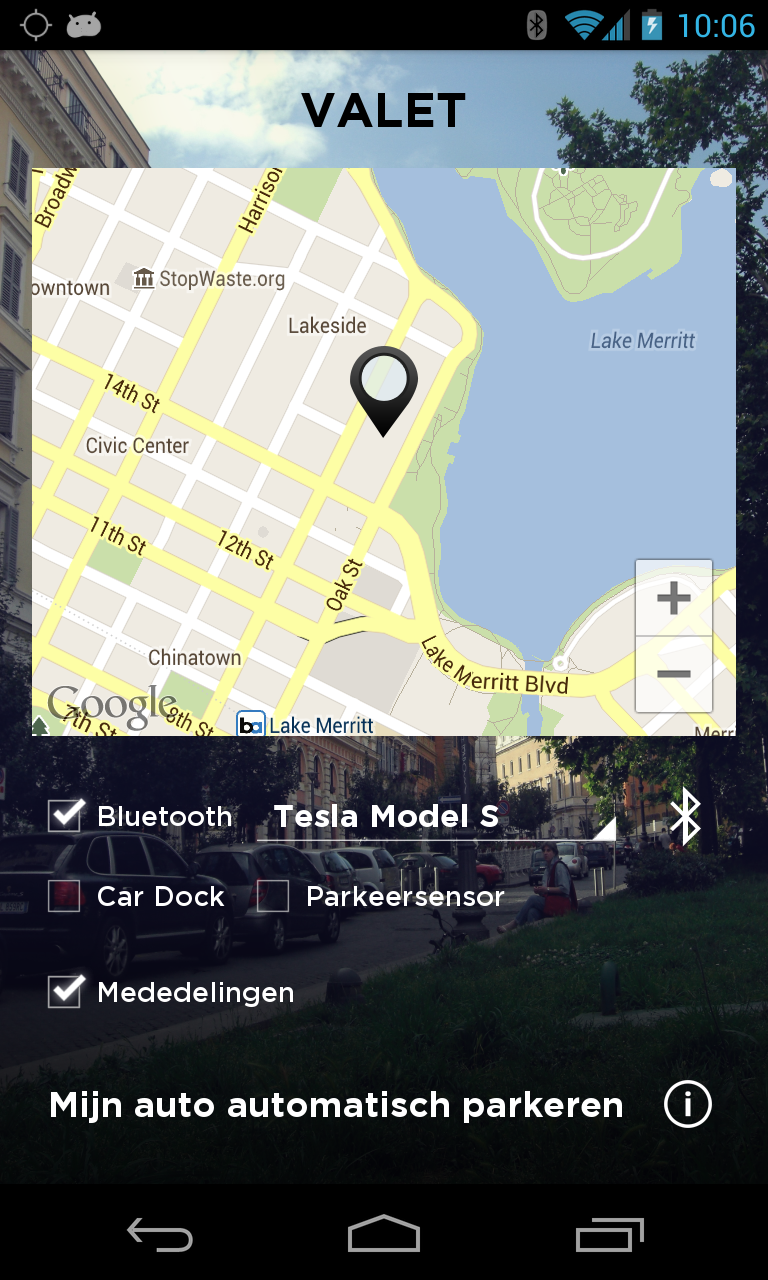 10:06
VALET
Harrison
StopWaste.org
owntown
Lakeside
Lake Merritt
14th St
Civic Center
11th St
12th St
Oak St
Chinatown
Lake Merritt Blvd
Google
7th St
8th St
ba Lake Merritt
Bluetooth Tesla Model S
Car Dock Parkeersensor
Mededelingen
Mijn auto automatisch parkeren
i